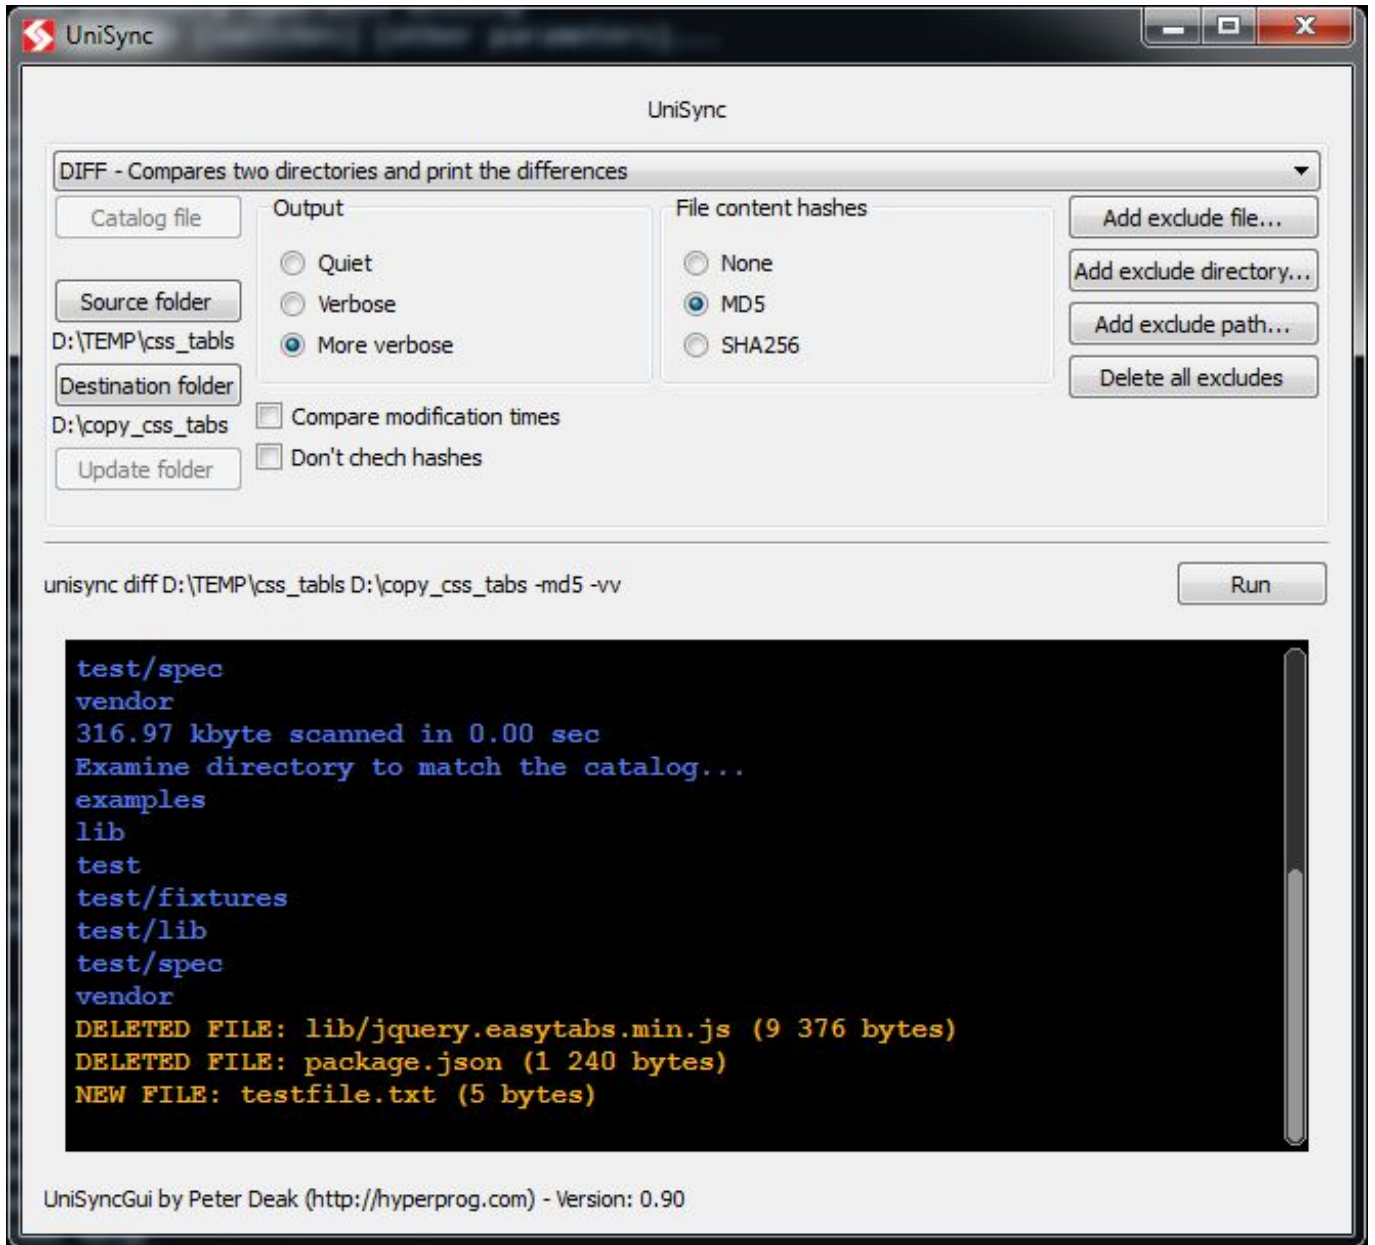 UniSync
UniSync
DIFF - Compares two directories and print the differences
Catalog file
Source folder
D:\TEMP\css_tabls
Destination folder
D:\copy_css_tabs
Update folder
Output
Quiet
Verbose
More verbose
Compare modification times
Don't chech hashes
File content hashes
None
MD5
SHA256
Add exclude file...
Add exclude directory...
Add exclude path...
Delete all excludes
unisync diff D:\TEMP\css_tabls D:\copy_css_tabs -md5 -vv
Run
test/spec
vendor
316.97 kbyte scanned in 0.00 sec
Examine directory to match the catalog...
examples
lib
test
test/fixtures
test/lib
test/spec
vendor
DELETED FILE: lib/jquery.easytabs.min.js (9 376 bytes)
DELETED FILE: package.json (1 240 bytes)
NEW FILE: testfile.txt (5 bytes)
UniSyncGui by Peter Deak (http://hyperprog.com) - Version: 0.90